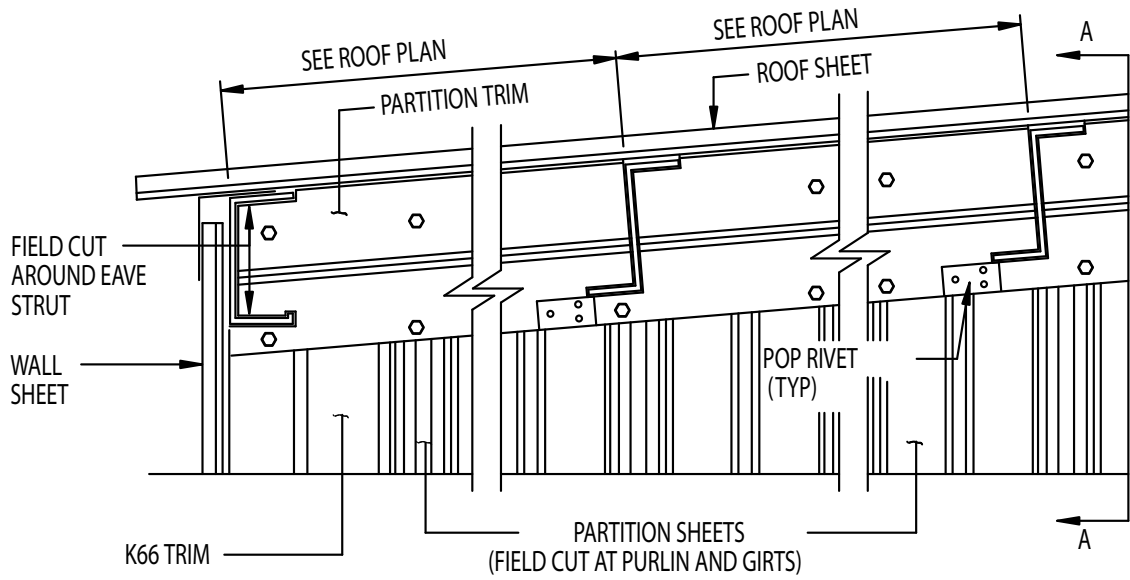 SEE ROOF PLAN
SEE ROOF PLAN
A
ROOF SHEET
PARTITION TRIM
FIELD CUT
AROUND EAVE
STRUT
WALL
SHEET
POP RIVET
(TYP)
K66 TRIM
PARTITION SHEETS
(FIELD CUT AT PURLIN AND GIRTS)
A